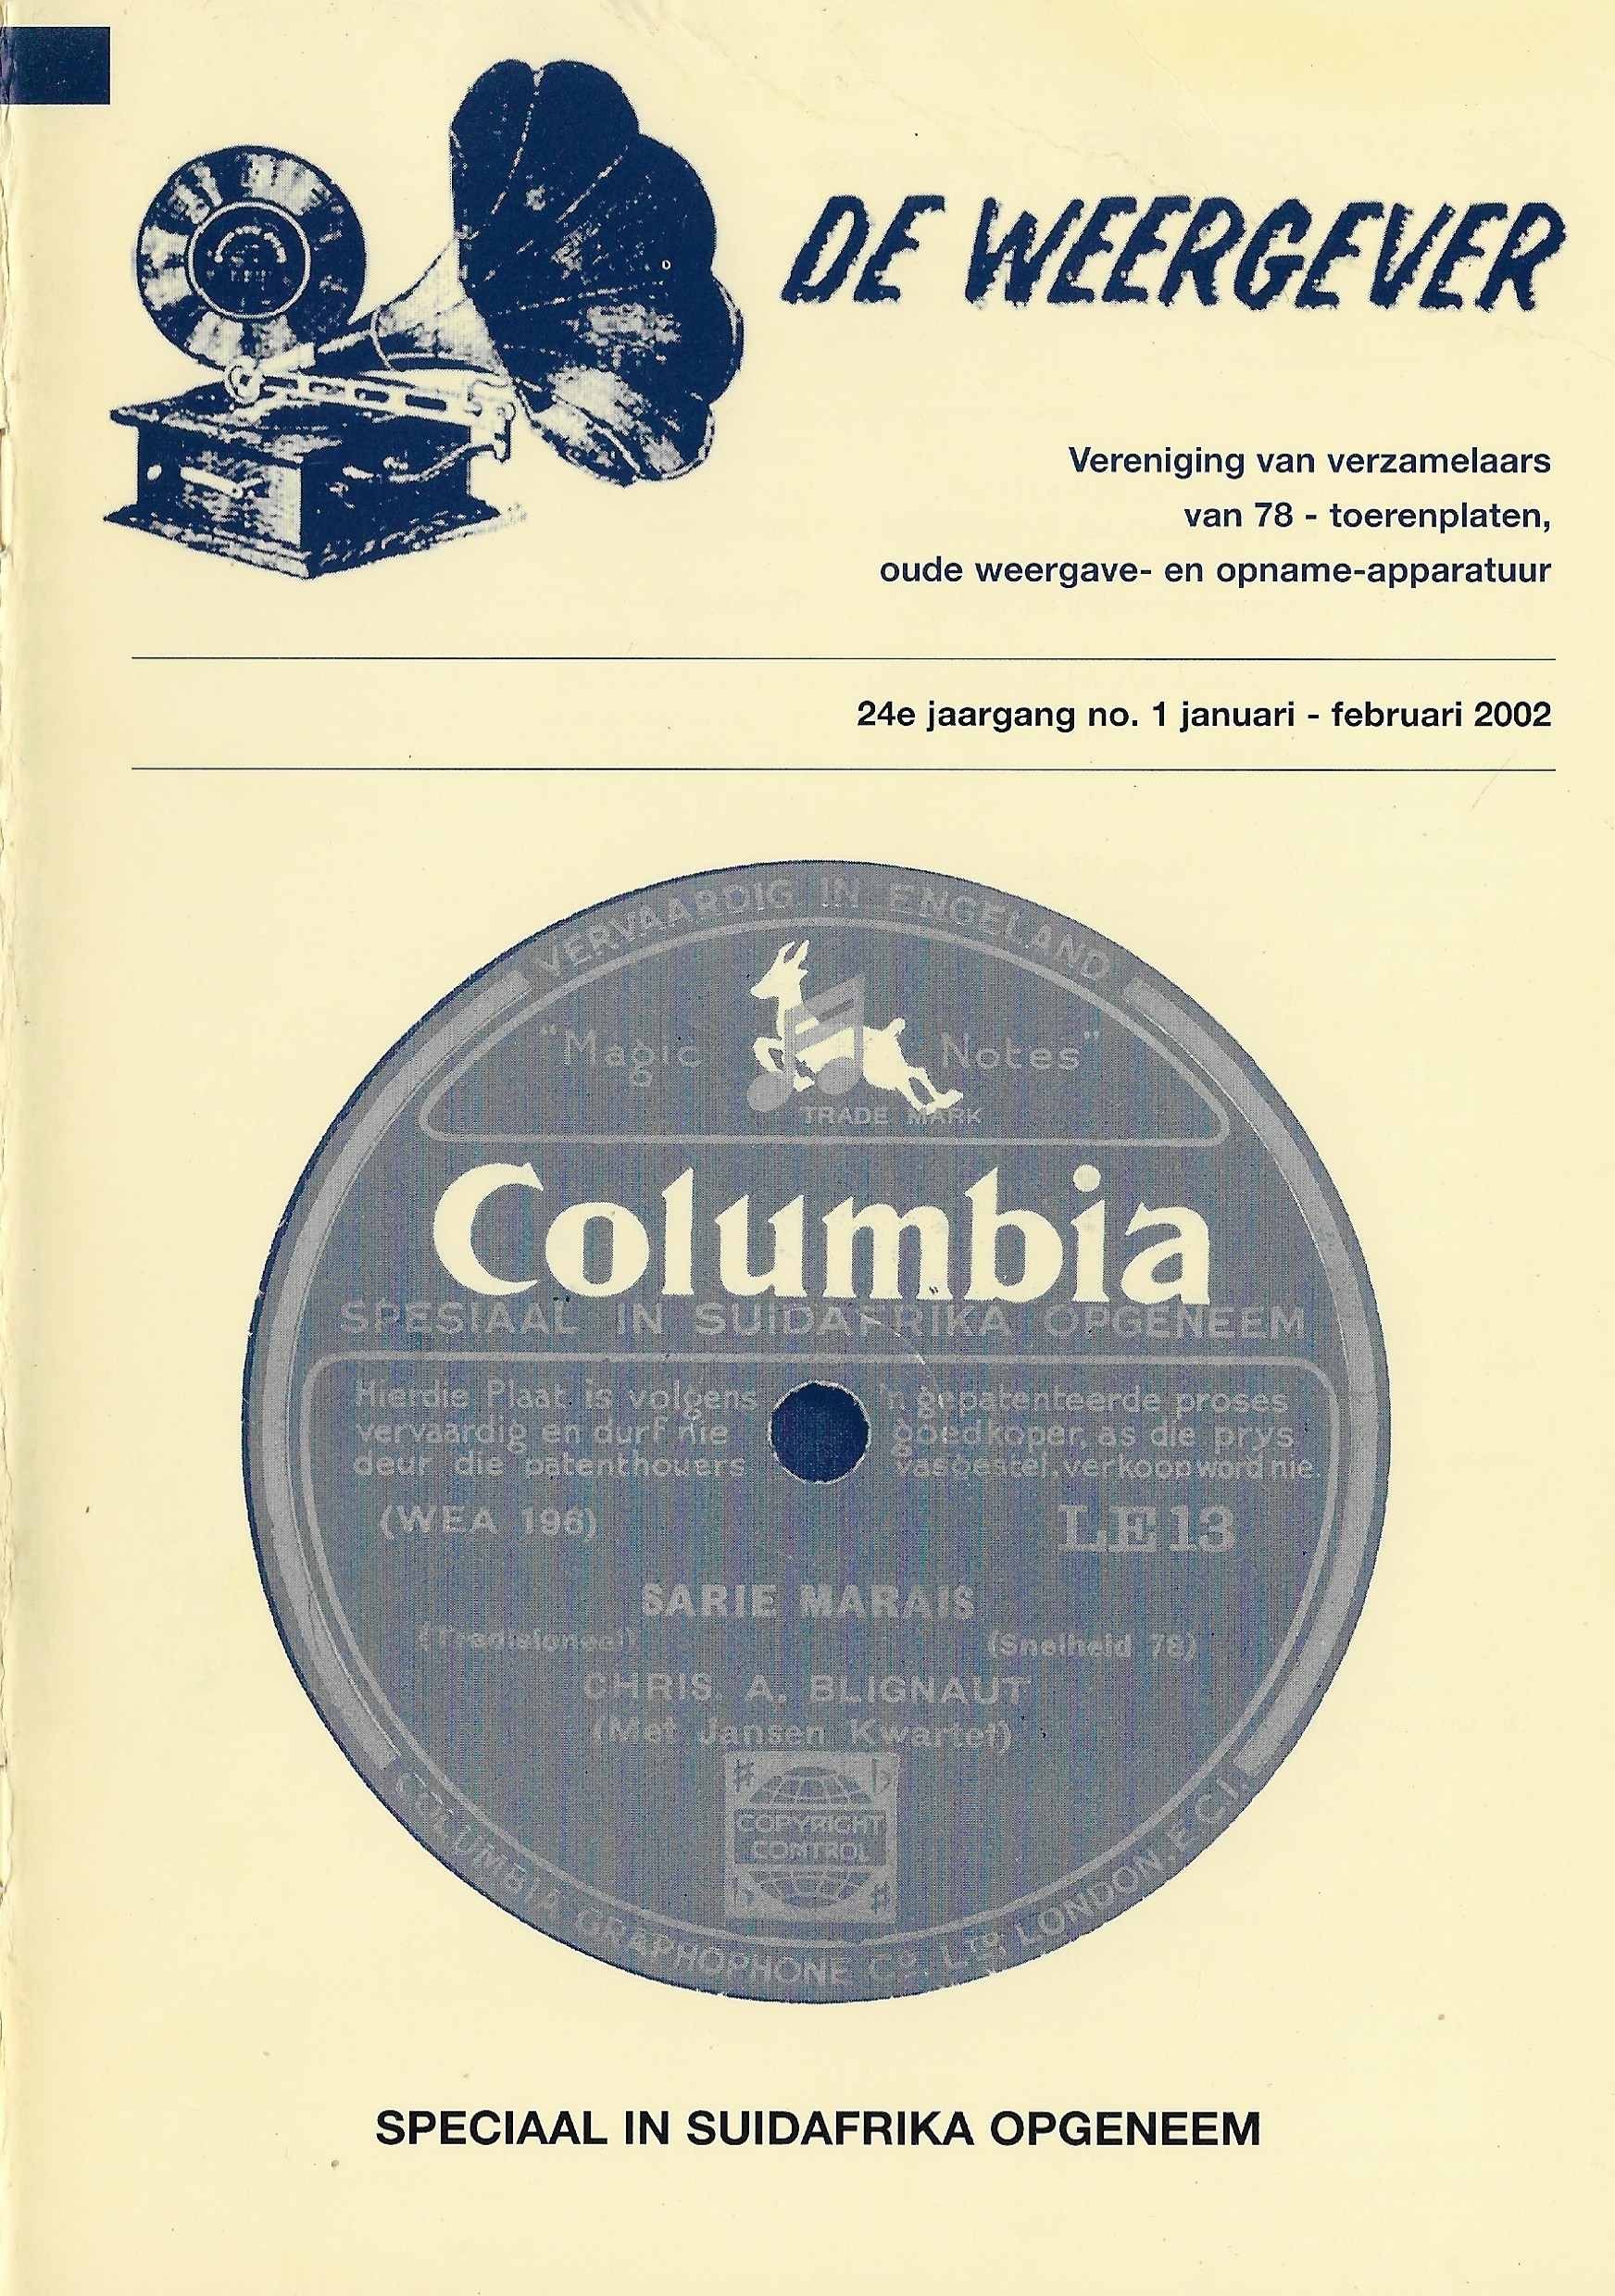 DE WEERGEVER
Vereniging van verzamelaars
van 78 - toerenplaten,
oude weergave- en opname-apparatuur
24e jaargang no. 1 januari - februari 2002
VERVAARDIG IN ENGELAND
"Magic Notes"
TRADE MARK
Columbia
SPESIAAL IN SUIDAFRIKA OPGENEEM
Hierdie Plaat is volgens 'n gepatenteerde proses
vervaardig en durf nie goedkoper, as die prys
deur die patenthouers vasgestel, verkoop word nie.
(WEA 196) LE 13
SARIE MARAIS
(Tradisioneel) (Snelheid 78)
CHRIS. A. BLIGNAUT
(Met Jansen Kwartet)
COPYRIGHT
CONTROL
COLUMBIA GRAPHOPHONE Co. LTD. LONDON, E.C.1.
SPECIAAL IN SUIDAFRIKA OPGENEEM